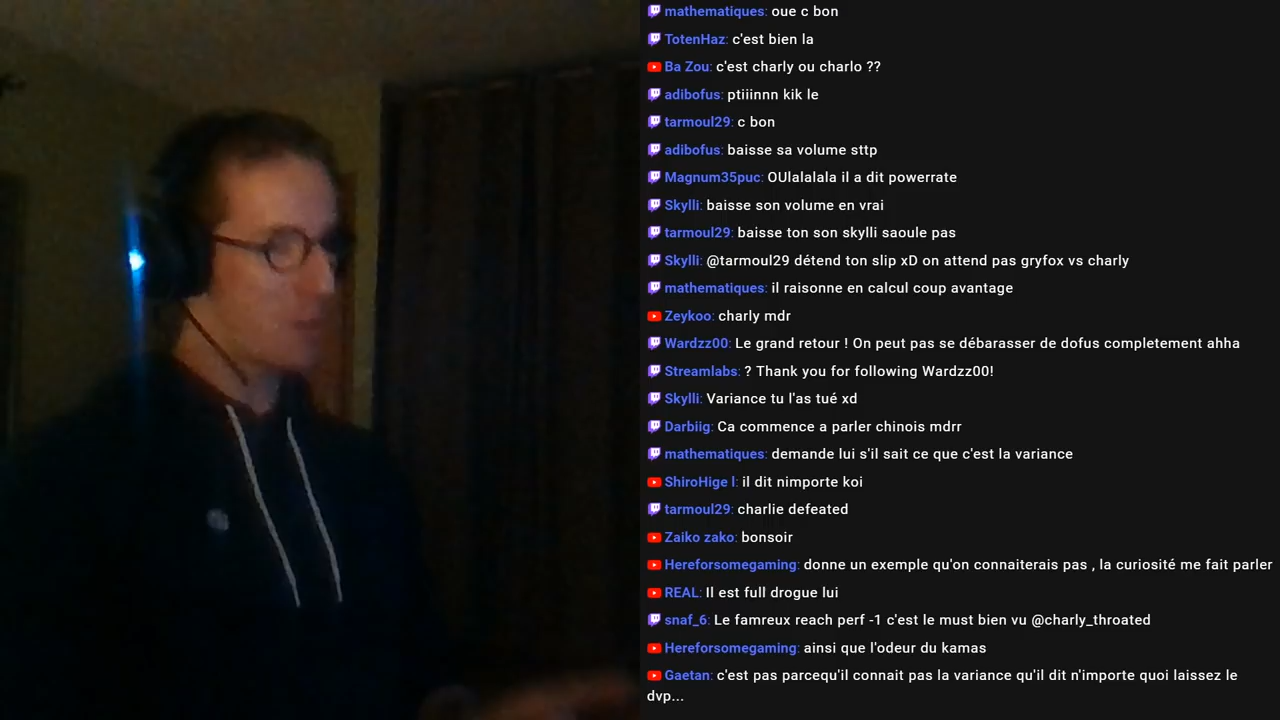 mathematiques: oue c bon
TotenHaz: c'est bien la
Ba Zou: c'est charly ou charlo ??
adibofus: ptiiinnn kik le
tarmoul29: c bon
adibofus: baisse sa volume sttp
Magnum35puc: OUlalalala il a dit powerrate
Skylli: baisse son volume en vrai
tarmoul29: baisse ton son skylli saoule pas
Skylli: @tarmoul29 détend ton slip xD on attend pas gryfox vs charly
mathematiques: il raisonne en calcul coup avantage
Zeykoo: charly mdr
Wardzz00: Le grand retour ! On peut pas se débarasser de dofus completement ahha
Streamlabs: ? Thank you for following Wardzz00!
Skylli: Variance tu l'as tué xd
Darbiig: Ca commence a parler chinois mdrr
mathematiques: demande lui s'il sait ce que c'est la variance
ShiroHige l: il dit nimporte koi
tarmoul29: charlie defeated
Zaiko zako: bonsoir
Hereforsomegaming: donne un exemple qu'on connaiterais pas , la curiosité me fait parler
REAL: Il est full drogue lui
snaf_6: Le famreux reach perf -1 c'est le must bien vu @charly_throated
Hereforsomegaming: ainsi que l'odeur du kamas
Gaetan: c'est pas parcequ'il connait pas la variance qu'il dit n'importe quoi laissez le
dvp...